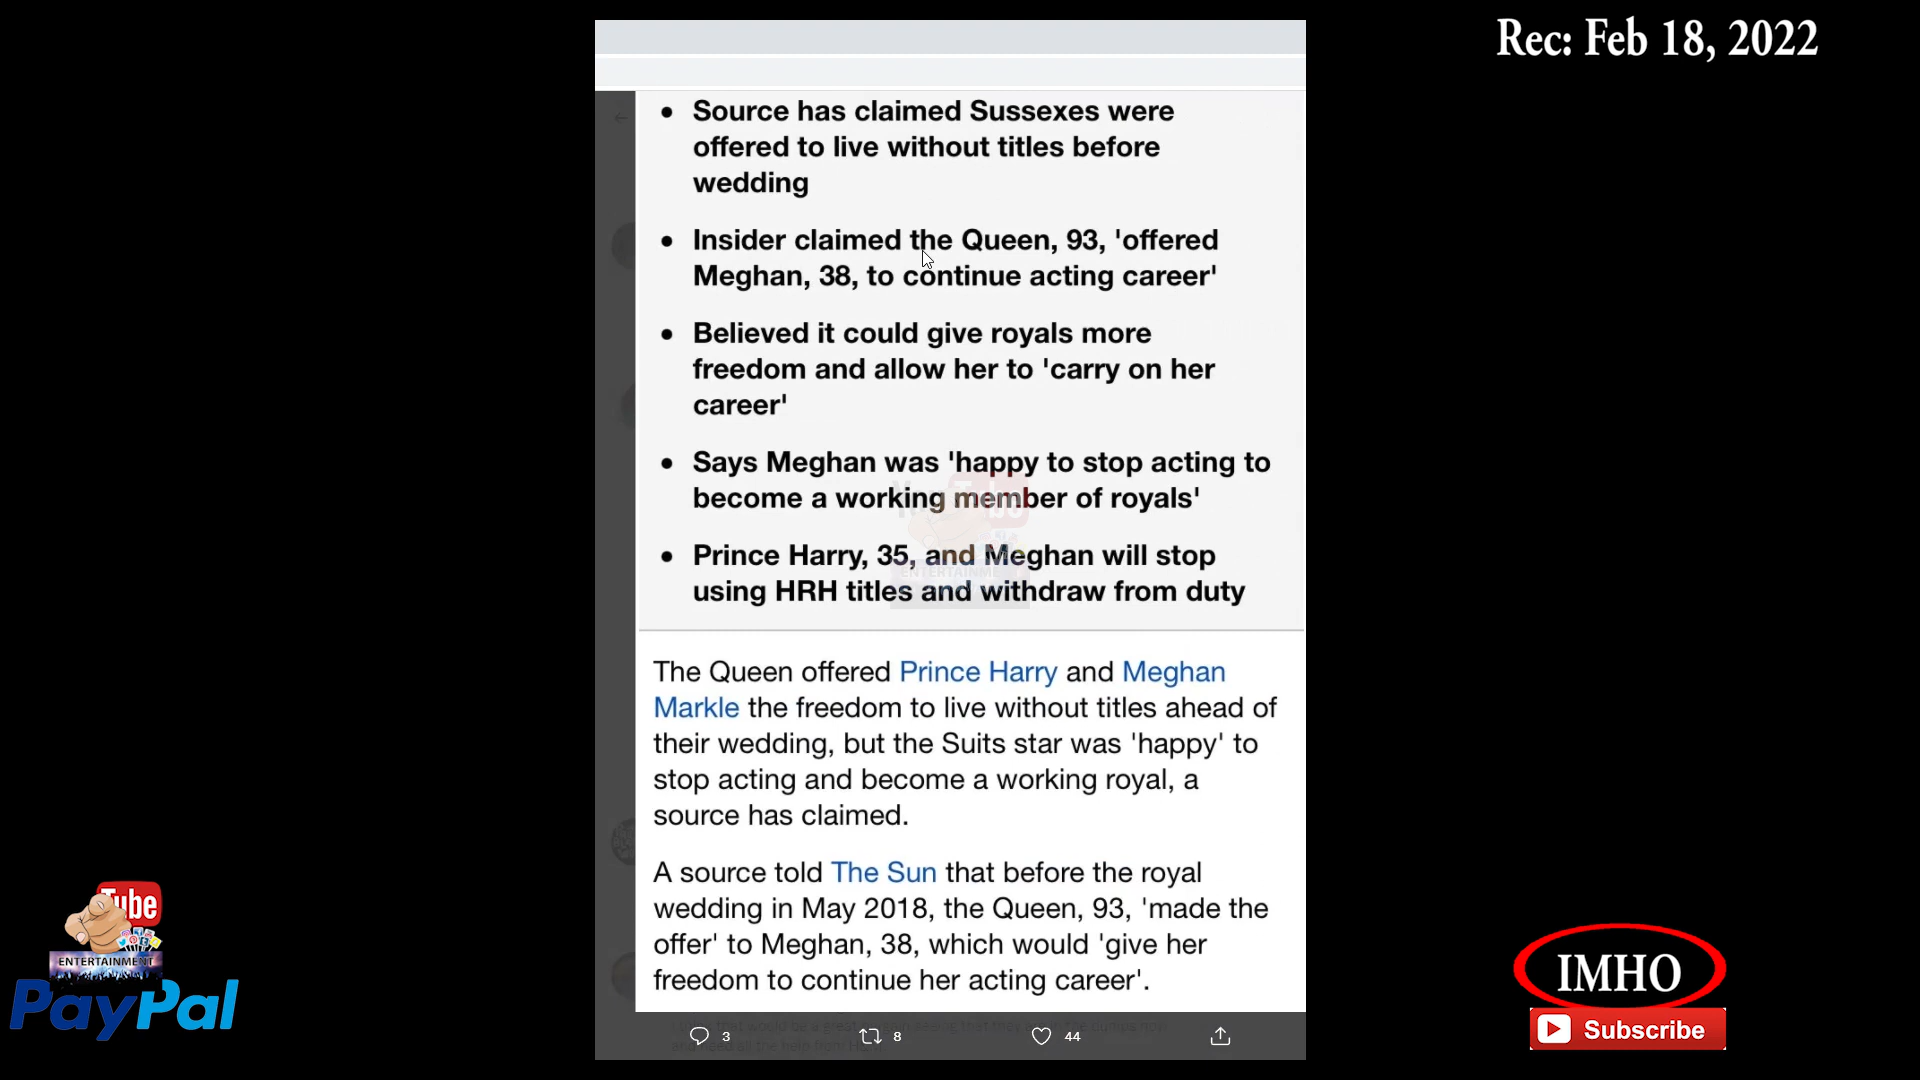 Rec: Feb 18, 2022
• Source has claimed Sussexes were
offered to live without titles before
wedding
• Insider claimed the Queen, 93, 'offered
Meghan, 38, to continue acting career'
• Believed it could give royals more
freedom and allow her to 'carry on her
career'
• Says Meghan was 'happy to stop acting to
become a working member of royals'
• Prince Harry, 35, and Meghan will stop
using HRH titles and withdraw from duty
The Queen offered Prince Harry and Meghan
Markle the freedom to live without titles ahead of
their wedding, but the Suits star was 'happy' to
stop acting and become a working royal, a
source has claimed.
A source told The Sun that before the royal
wedding in May 2018, the Queen, 93, 'made the
offer' to Meghan, 38, which would 'give her
freedom to continue her acting career'.
3 8 44
Tube
ENTERTAINMENT
PayPal
IMHO
Subscribe